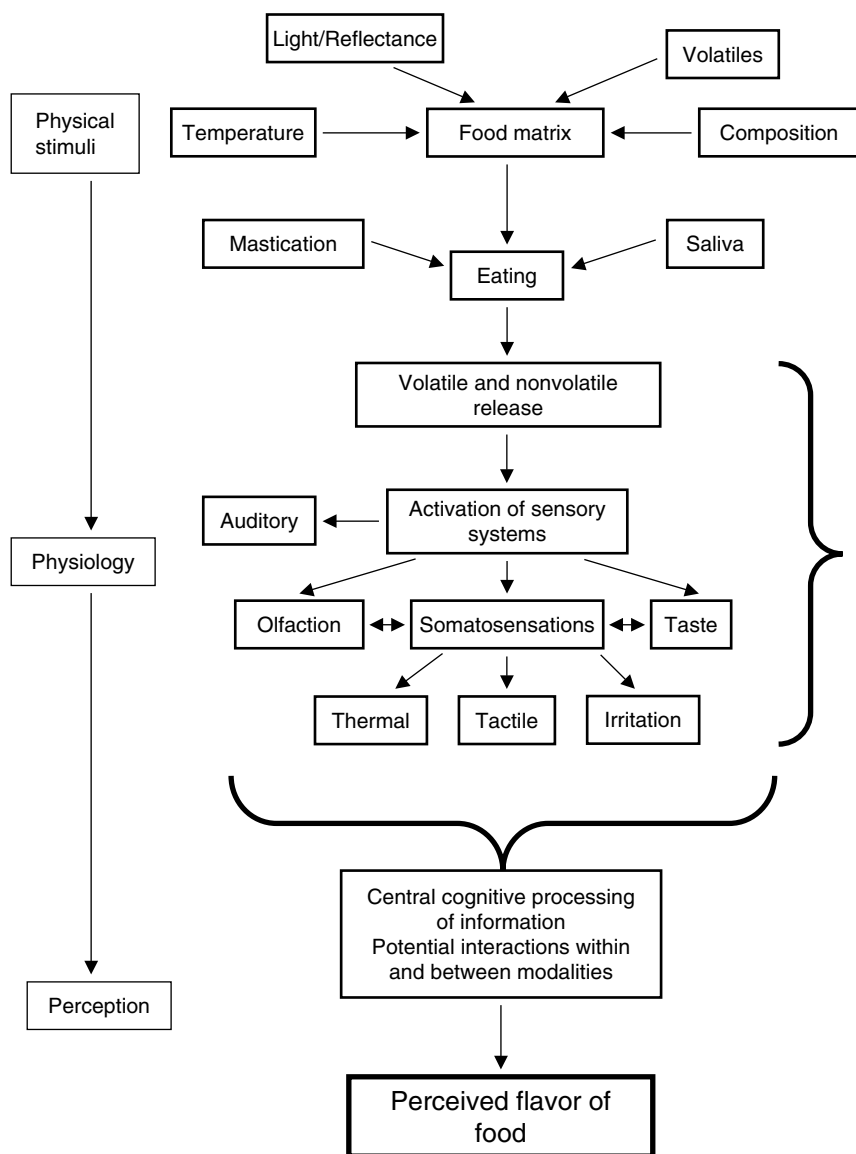 Light/Reflectance
Volatiles
Physical
stimuli
Temperature
Food matrix
Composition
Mastication
Saliva
Eating
Volatile and nonvolatile
release
Auditory
Activation of sensory
systems
Physiology
Olfaction
Somatosensations
Taste
Thermal
Tactile
Irritation
Central cognitive processing
of information
Potential interactions within
and between modalities
Perception
Perceived flavor of
food